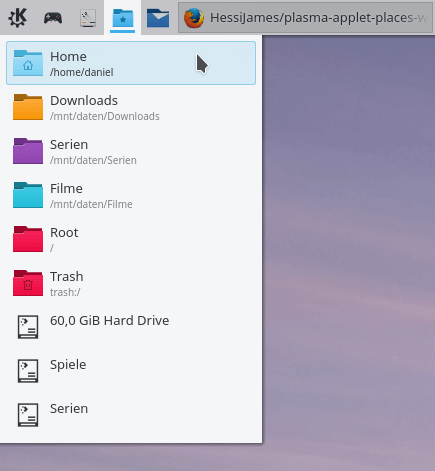 HessiJames/plasma-applet-places-w
Home
/home/daniel
Downloads
/mnt/daten/Downloads
Serien
/mnt/daten/Serien
Filme
/mnt/daten/Filme
Root
/
Trash
trash:/
60,0 GiB Hard Drive
Spiele
Serien